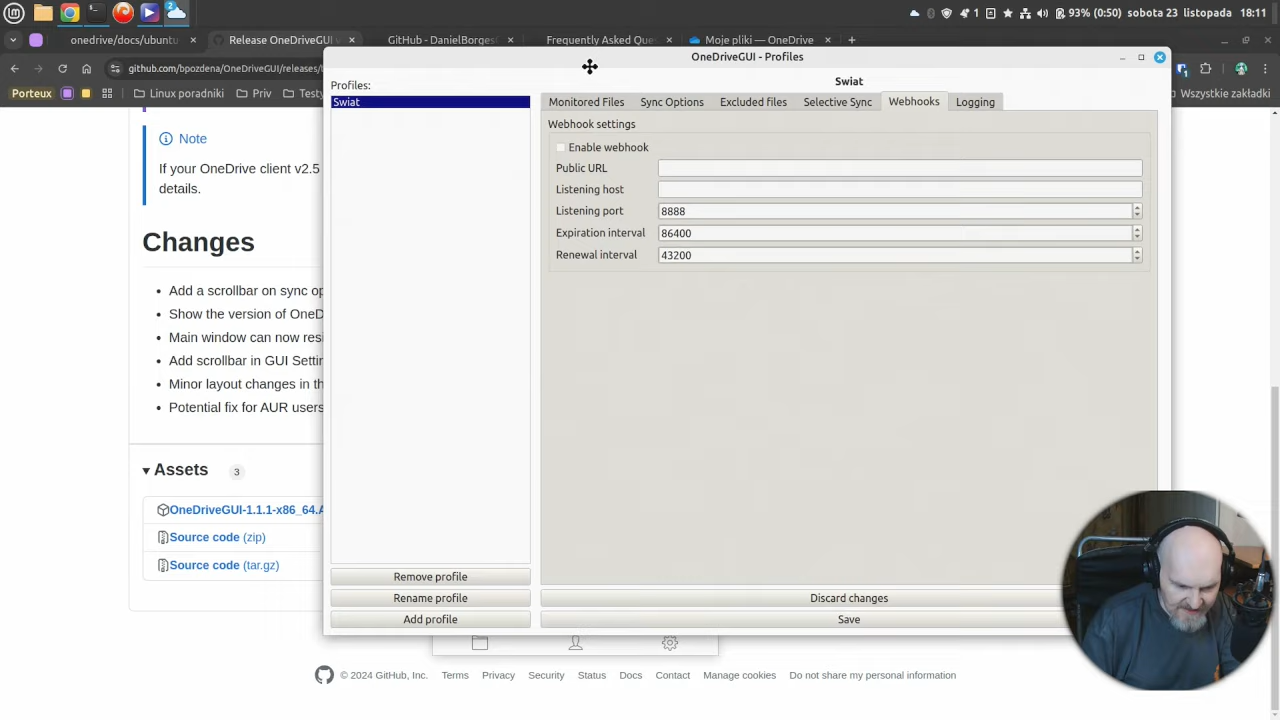 1
93% (0:50)
sobota 23 listopada
18:11
onedrive/docs/ubuntu
Release OneDriveGUI
GitHub - DanielBorges
Frequently Asked Que
Moje pliki — OneDrive
github.com/bpozdena/OneDriveGUI/releases/
Porteux
Linux poradniki
Priv
Testy
Wszystkie zakładki
OneDriveGUI - Profiles
Profiles:
Swiat
Swiat
Monitored Files
Sync Options
Excluded files
Selective Sync
Webhooks
Logging
Webhook settings
Enable webhook
Public URL
Listening host
Listening port
8888
Expiration interval
86400
Renewal interval
43200
Remove profile
Rename profile
Add profile
Discard changes
Save
Note
If your OneDrive client v2.5
details.
Changes
Add a scrollbar on sync op
Show the version of OneD
Main window can now resi
Add scrollbar in GUI Settin
Minor layout changes in th
Potential fix for AUR users
Assets
3
OneDriveGUI-1.1.1-x86_64.A
Source code (zip)
Source code (tar.gz)
© 2024 GitHub, Inc.
Terms
Privacy
Security
Status
Docs
Contact
Manage cookies
Do not share my personal information